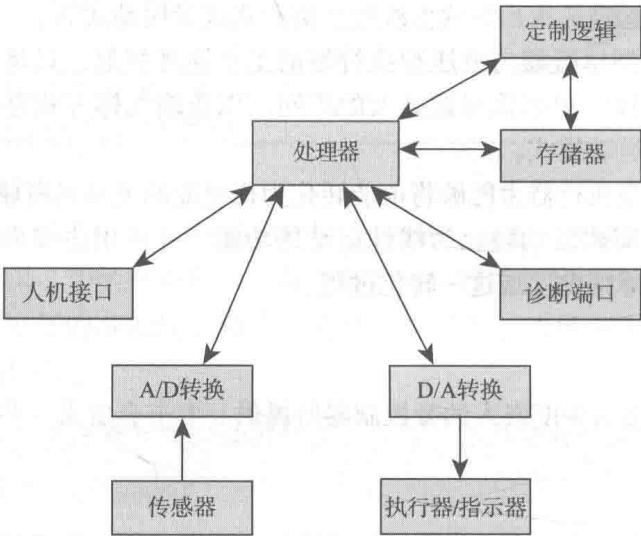 定制逻辑
处理器
存储器
人机接口
诊断端口
A/D转换
D/A转换
传感器
执行器/指示器